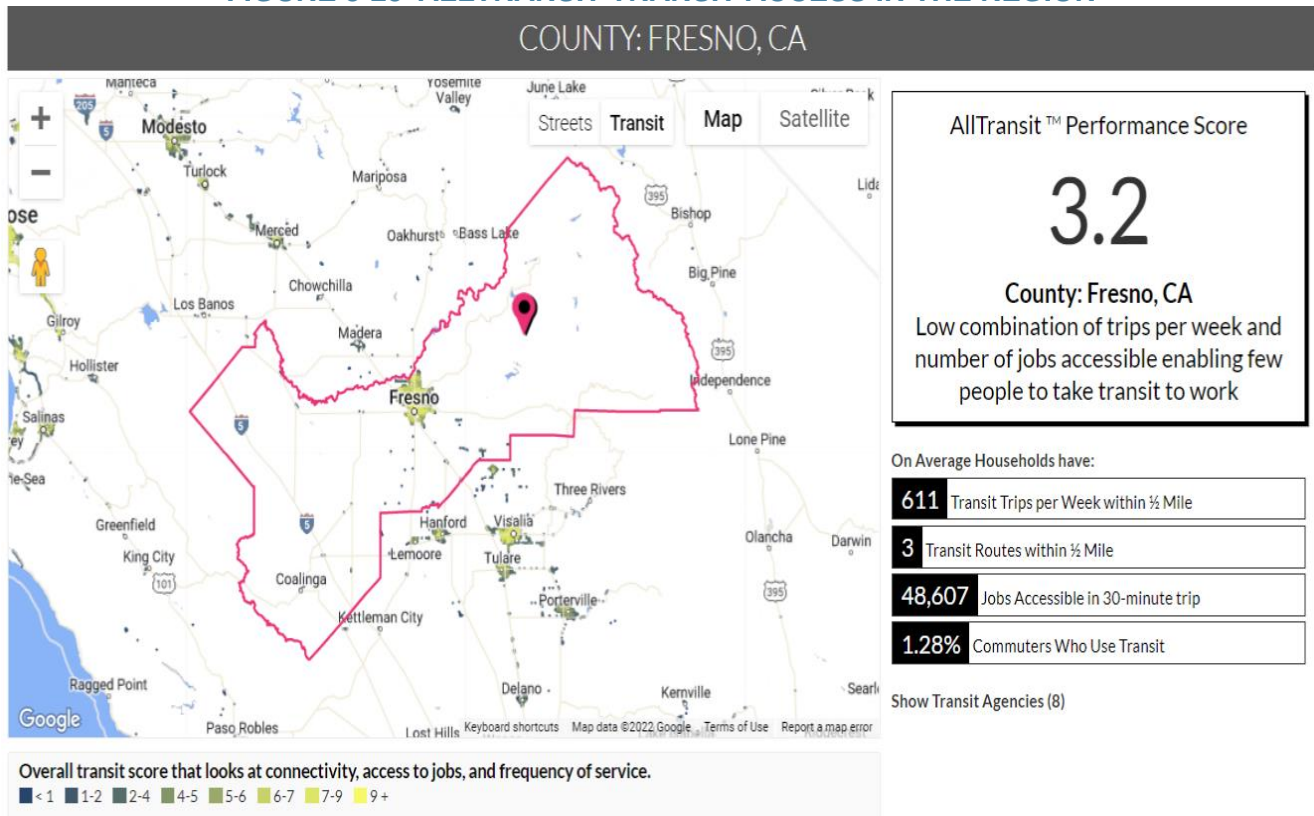 COUNTY: FRESNO, CA
Manteca
Yosemite
Valley
June Lake
205
5
Modesto
Streets Transit
Map Satellite
Turlock
Mariposa
395
Bishop
ose
Merced
Oakhurst
Bass Lake
Big Pine
Chowchilla
Los Banos
Gilroy
Madera
Hollister
395
Independence
Fresno
Salinas
5
Lone Pine
Three Rivers
Greenfield
5
Hanford
Visalia
Olancha
Darwin
King City
Lemoore
Tulare
101
Coalinga
395
Porterville
Kettleman City
Ragged Point
Delano
Kernville
Google
Paso Robles
Lost Hills
Keyboard shortcuts Map data ©2022 Google Terms of Use Report a map error
Overall transit score that looks at connectivity, access to jobs, and frequency of service.
< 1 1-2 2-4 4-5 5-6 6-7 7-9 9 +
AllTransit ™ Performance Score
3.2
County: Fresno, CA
Low combination of trips per week and
number of jobs accessible enabling few
people to take transit to work
On Average Households have:
611 Transit Trips per Week within ½ Mile
3 Transit Routes within ½ Mile
48,607 Jobs Accessible in 30-minute trip
1.28% Commuters Who Use Transit
Show Transit Agencies (8)